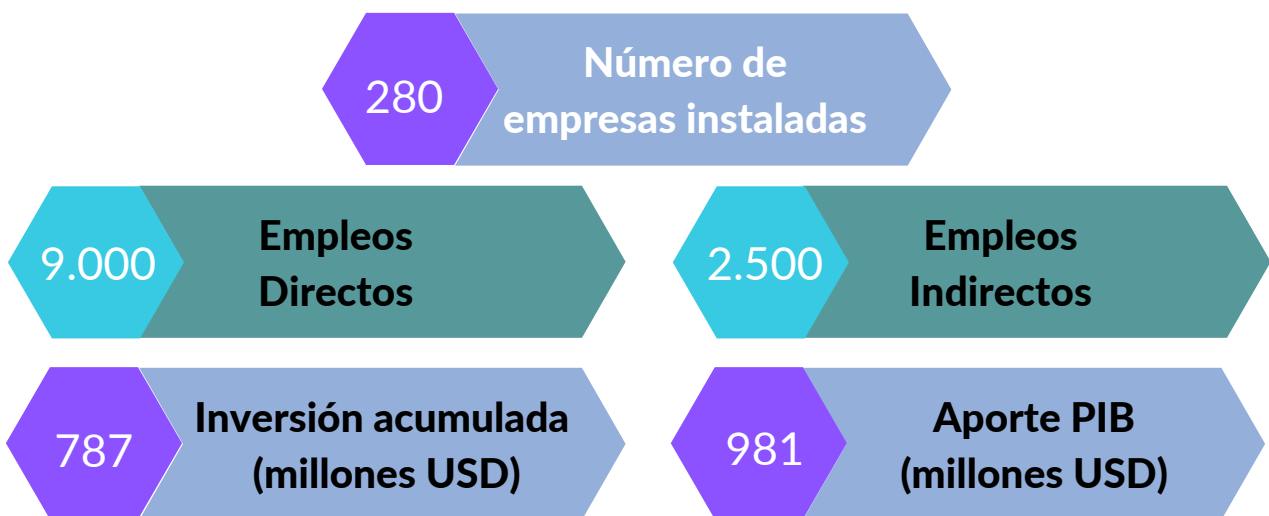 280
Número de
empresas instaladas
9.000
Empleos
Directos
2.500
Empleos
Indirectos
787
Inversión acumulada
(millones USD)
981
Aporte PIB
(millones USD)